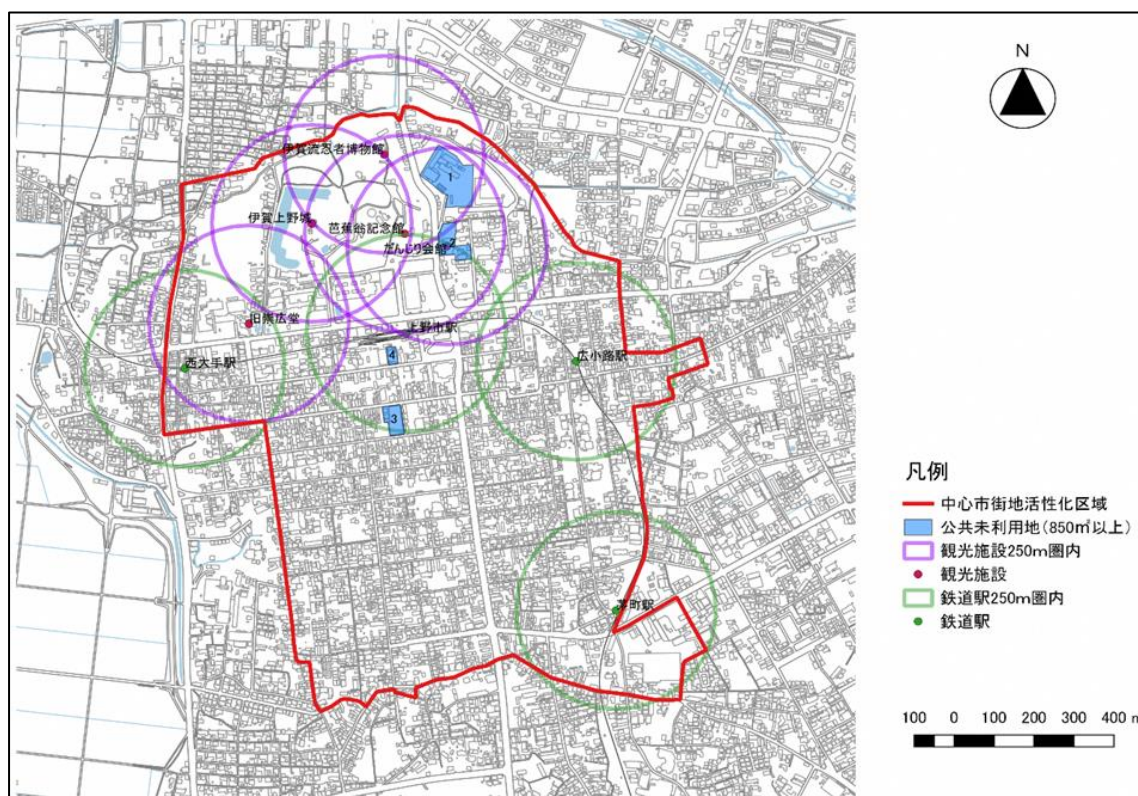 N
伊賀流忍者博物館
1
伊賀上野城
芭蕉翁記念館
2
だんじり会館
旧崇広堂
上野市駅
西大手駅
4
広小路駅
3
茅町駅
凡例
中心市街地活性化区域
公共未利用地(850㎡以上)
観光施設250m圏内
観光施設
鉄道駅250m圏内
鉄道駅
100 0 100 200 300 400 m